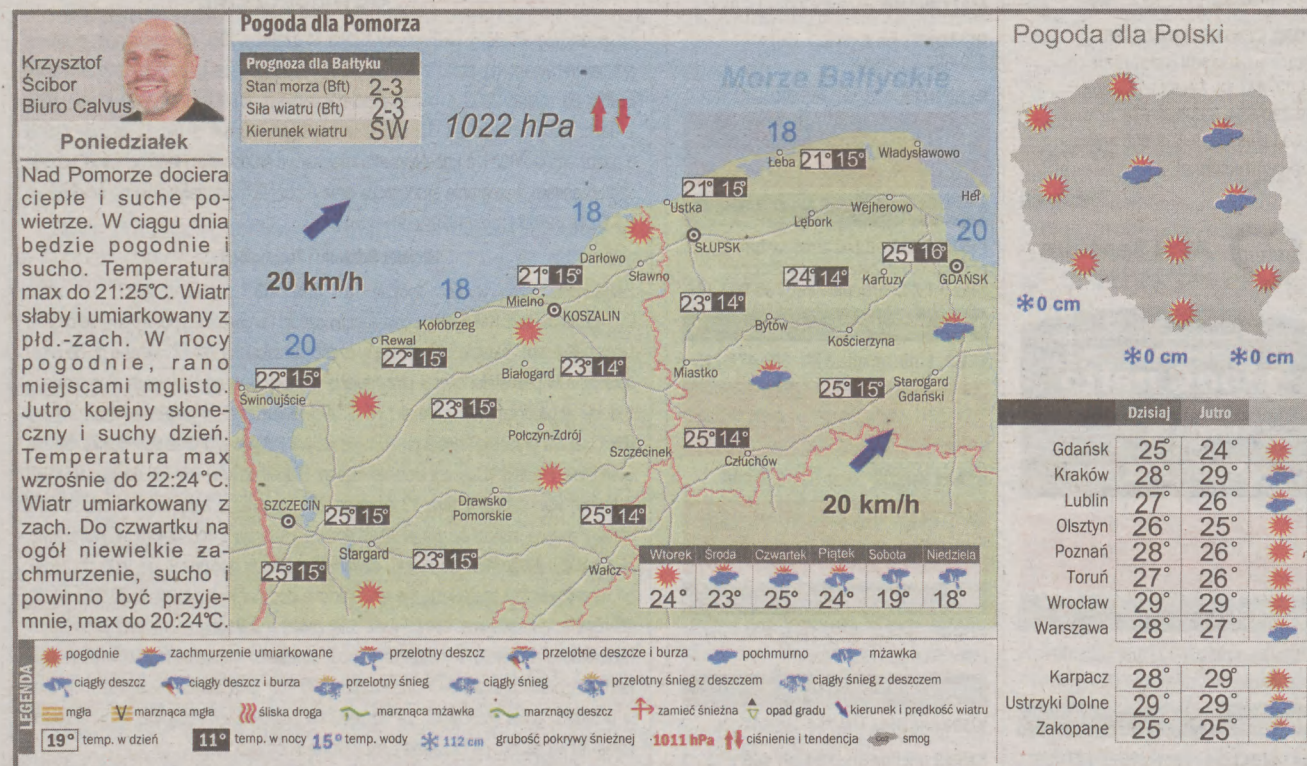 Krzysztof
Ścibor
Biuro Calvus
Poniedziałek
Nad Pomorze dociera
ciepłe i suche po-
wietrze. W ciągu dnia
będzie pogodnie i
sucho. Temperatura
max do 21:25°C. Wiatr
słaby i umiarkowany z
płd.-zach. W nocy
pogodnie, rano
miejscami mglisto.
Jutro kolejny słone-
czny i suchy dzień.
Temperatura max
wzrośnie do 22:24°C.
Wiatr umiarkowany z
zach. Do czwartku na
ogół niewielkie za-
chmurzenie, sucho i
powinno być przyje-
mnie, max do 20:24°C.
Pogoda dla Pomorza
Prognoza dla Bałtyku
Stan morza (Bft) 2-3
Siła wiatru (Bft) 2-3
Kierunek wiatru SW
1022 hPa
Morze Bałtyckie
18
Łeba 21° 15°
Władysławowo
21° 15°
Ustka
Hel
18
Lębork
Wejherowo
20
SŁUPSK
Darłowo
25° 16°
Sławno
GDAŃSK
20 km/h
21° 15°
24° 14°
Kartuzy
18
Mielno
23° 14°
Kołobrzeg
KOSZALIN
Bytów
Kościerzyna
20
Rewal
22° 15°
Białogard
23° 14°
Miastko
22° 15°
Świnoujście
25° 15°
Starogard
Gdański
23° 15°
Połczyn-Zdrój
25° 14°
Szczecinek
Człuchów
SZCZECIN
25° 15°
Drawsko
Pomorskie
25° 14°
20 km/h
Stargard
23° 15°
Wałcz
25° 15°
Wtorek Środa Czwartek Piątek Sobota Niedziela
24° 23° 25° 24° 19° 18°
Pogoda dla Polski
0 cm
0 cm 0 cm
Dzisiaj Jutro
Gdańsk 25° 24°
Kraków 28° 29°
Lublin 27° 26°
Olsztyn 26° 25°
Poznań 28° 26°
Toruń 27° 26°
Wrocław 29° 29°
Warszawa 28° 27°
Karpacz 28° 29°
Ustrzyki Dolne 29° 29°
Zakopane 25° 25°
LEGENDA
pogodnie zachmurzenie umiarkowane przelotny deszcz przelotne deszcze i burza pochmurno mżawka
ciągły deszcz ciągły deszcz i burza przelotny śnieg ciągły śnieg przelotny śnieg z deszczem ciągły śnieg z deszczem
mgła marznąca mgła śliska droga marznąca mżawka marznący deszcz zamieć śnieżna opad gradu kierunek i prędkość wiatru
19° temp. w dzień 11° temp. w nocy 15° temp. wody 112 cm grubość pokrywy śnieżnej 1011 hPa ciśnienie i tendencja smog